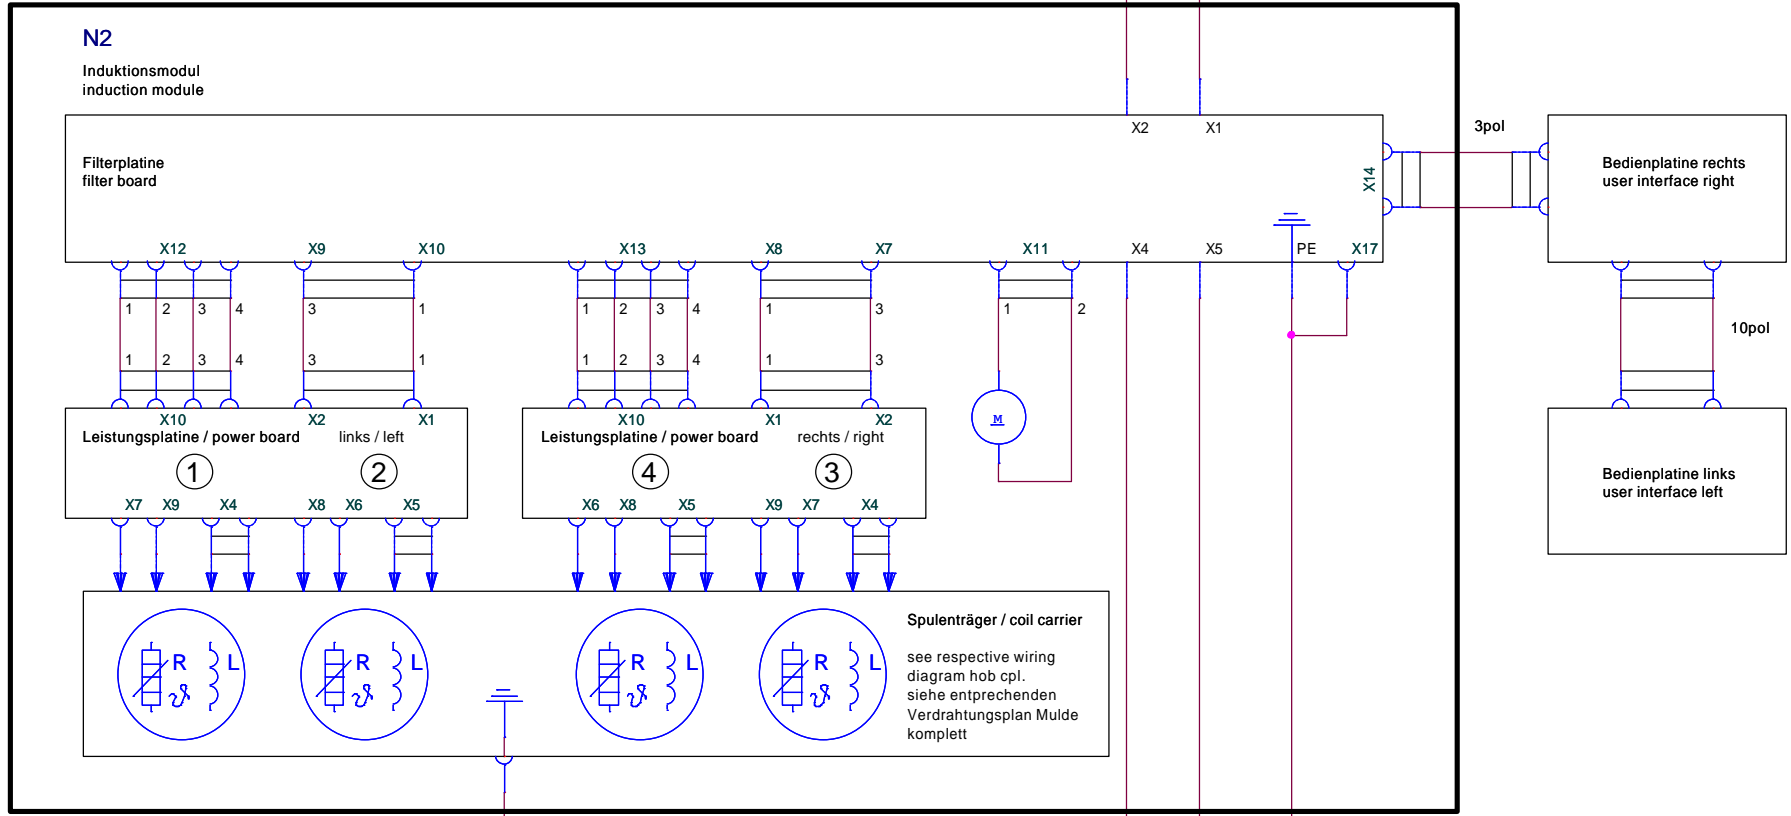 N2
Induktionsmodul
induction module
X2 X1
3pol
Filterplatine
filter board
X14
Bedienplatine rechts
user interface right
X12 X9 X10 X13 X8 X7 X11 X4 X5 PE X17
1 2 3 4 3 1 1 2 3 4 1 3 1 2
10pol
1 2 3 4 3 1 1 2 3 4 1 3
X10 X2 X1 X10 X1 X2
M
Leistungsplatine / power board links / left
Leistungsplatine / power board rechts / right
1 2 4 3
Bedienplatine links
user interface left
X7 X9 X4 X8 X6 X5 X6 X8 X5 X9 X7 X4
Spulenträger / coil carrier
see respective wiring
diagram hob cpl.
siehe entprechenden
Verdrahtungsplan Mulde
komplett
R L R L R L R L
ϑ ϑ ϑ ϑ